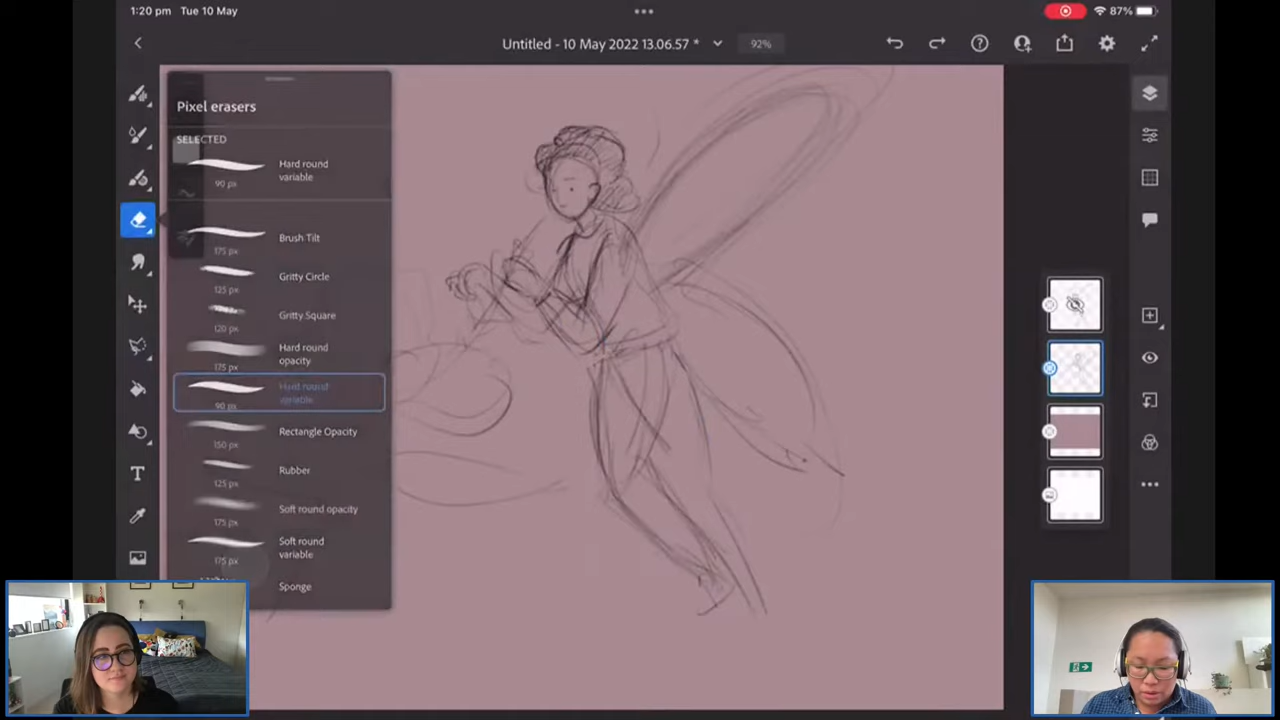 1:20 pm Tue 10 May
87%
Untitled - 10 May 2022 13.06.57 *
92%
Pixel erasers
SELECTED
Hard round
variable
90 px
Brush Tilt
175 px
Gritty Circle
125 px
Gritty Square
120 px
Hard round
opacity
175 px
Hard round
variable
90 px
Rectangle Opacity
150 px
Rubber
125 px
Soft round opacity
175 px
Soft round
variable
175 px
Sponge
T